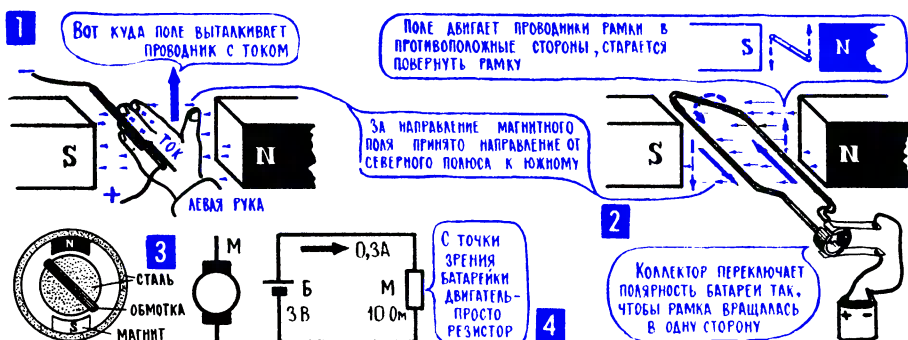 1
Вот куда поле выталкивает
проводник с током
−
S
ТОК
N
+
ЛЕВАЯ РУКА
Поле двигает проводники рамки в
противоположные стороны, старается
повернуть рамку
S
N
За направление магнитного
поля принято направление от
северного полюса к южному
S
N
2
Коллектор переключает
полярность батареи так,
чтобы рамка вращалась
в одну сторону
+ −
3
N
СТАЛЬ
ОБМОТКА
S
МАГНИТ
М
0,3А
Б
3В
М
10 Ом
С точки
зрения
батарейки
двигатель-
просто
резистор
4